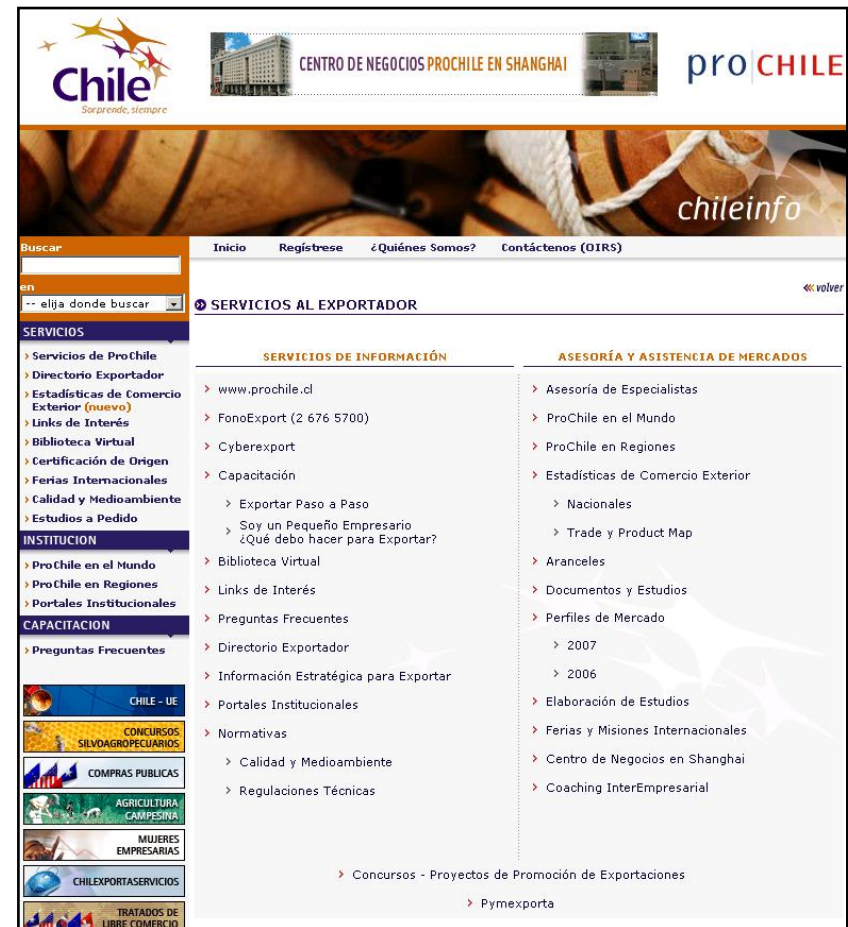 Chile
Sorprende, siempre
CENTRO DE NEGOCIOS PROCHILE EN SHANGHAI
pro CHILE
chileinfo
Buscar
Inicio Regístrese ¿Quiénes Somos? Contáctenos (OIRS)
en
-- elija donde buscar
volver
SERVICIOS AL EXPORTADOR
SERVICIOS
Servicios de ProChile
Directorio Exportador
Estadísticas de Comercio
Exterior (nuevo)
Links de Interés
Biblioteca Virtual
Certificación de Origen
Ferias Internacionales
Calidad y Medioambiente
Estudios a Pedido
INSTITUCION
ProChile en el Mundo
ProChile en Regiones
Portales Institucionales
CAPACITACION
Preguntas Frecuentes
CHILE - UE
CONCURSOS
SILVOAGROPECUARIOS
COMPRAS PUBLICAS
AGRICULTURA
CAMPESINA
MUJERES
EMPRESARIAS
CHILEXPORTASERVICIOS
TRATADOS DE
LIBRE COMERCIO
SERVICIOS DE INFORMACIÓN
www.prochile.cl
FonoExport (2 676 5700)
Cyberexport
Capacitación
Exportar Paso a Paso
Soy un Pequeño Empresario
¿Qué debo hacer para Exportar?
Biblioteca Virtual
Links de Interés
Preguntas Frecuentes
Directorio Exportador
Información Estratégica para Exportar
Portales Institucionales
Normativas
Calidad y Medioambiente
Regulaciones Técnicas
ASESORÍA Y ASISTENCIA DE MERCADOS
Asesoría de Especialistas
ProChile en el Mundo
ProChile en Regiones
Estadísticas de Comercio Exterior
Nacionales
Trade y Product Map
Aranceles
Documentos y Estudios
Perfiles de Mercado
2007
2006
Elaboración de Estudios
Ferias y Misiones Internacionales
Centro de Negocios en Shanghai
Coaching InterEmpresarial
Concursos - Proyectos de Promoción de Exportaciones
Pymexporta